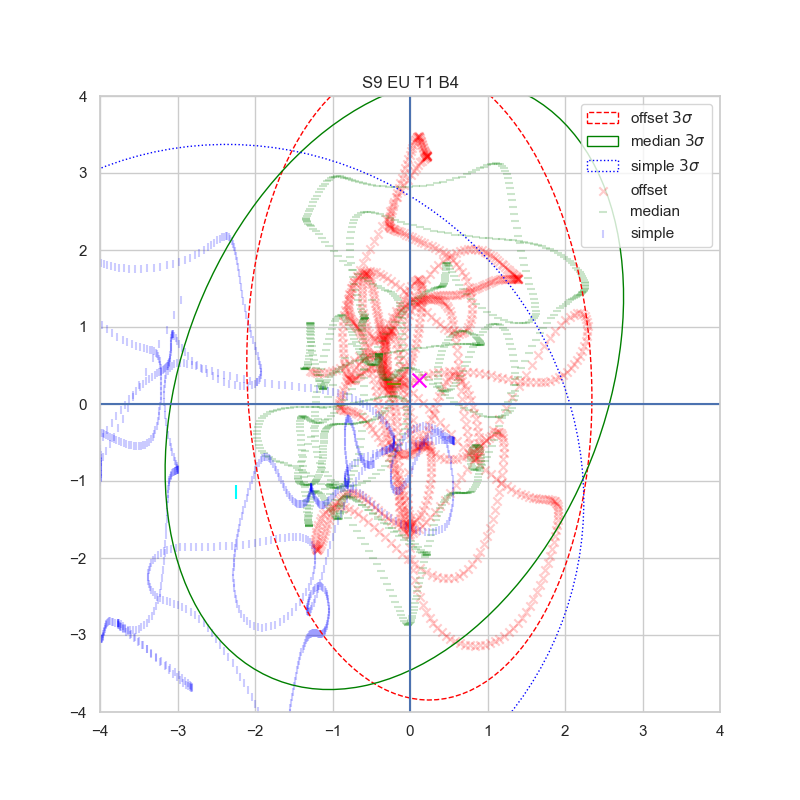 S9 EU T1 B4
4
3
2
1
0
−1
−2
−3
−4
−4 −3 −2 −1 0 1 2 3 4
offset 3σ
median 3σ
simple 3σ
offset
median
simple